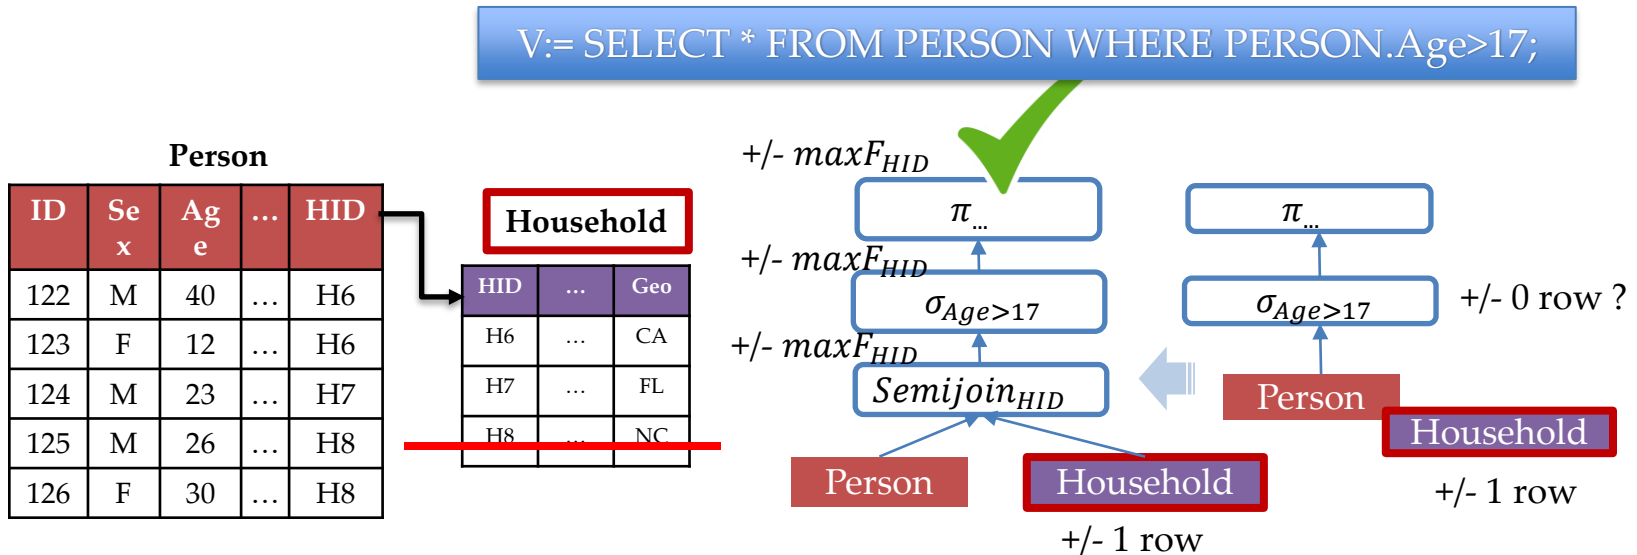 V:= SELECT * FROM PERSON WHERE PERSON.Age>17;
Person
ID Se x Ag e ... HID
122 M 40 ... H6
123 F 12 ... H6
124 M 23 ... H7
125 M 26 ... H8
126 F 30 ... H8
Household
HID ... Geo
H6 ... CA
H7 ... FL
H8 ... NC
+/- maxF_HID
π_...
+/- maxF_HID
σ_Age>17
+/- maxF_HID
Semijoin_HID
Person
Household
+/- 1 row
π_...
σ_Age>17
+/- 0 row ?
Person
Household
+/- 1 row